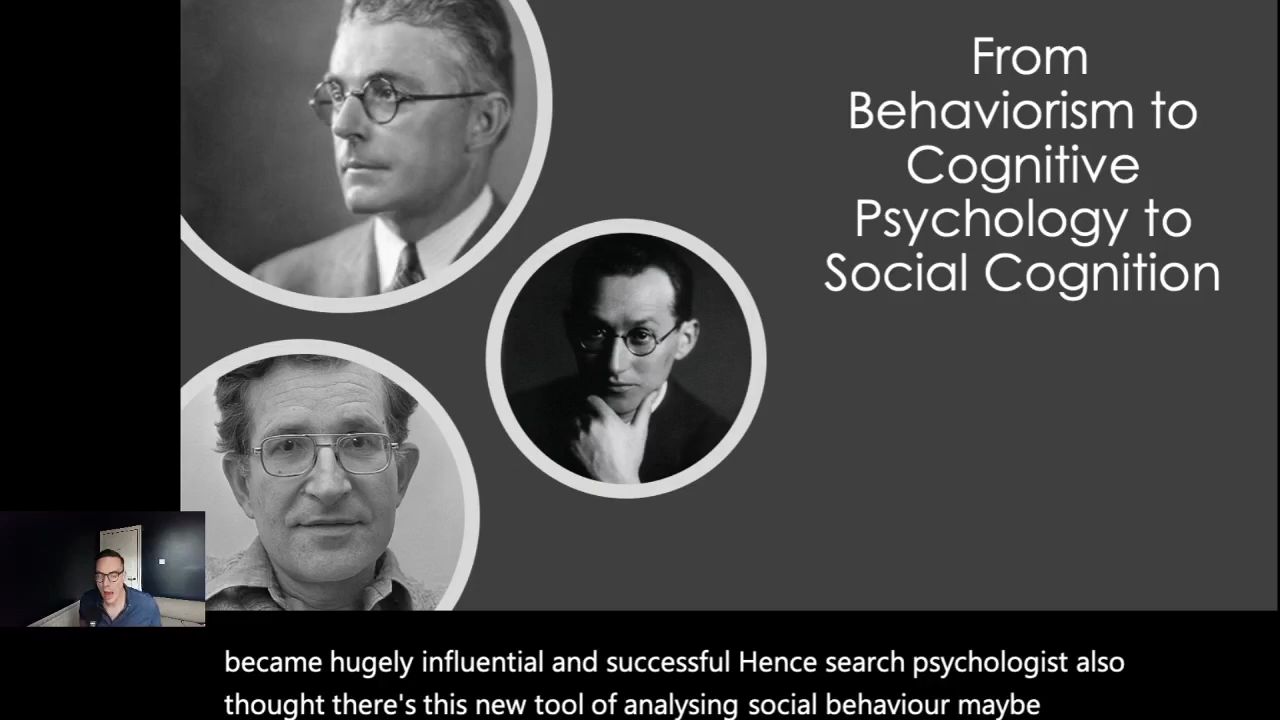 From
Behaviorism to
Cognitive
Psychology to
Social Cognition
became hugely influential and successful Hence search psychologist also
thought there's this new tool of analysing social behaviour maybe